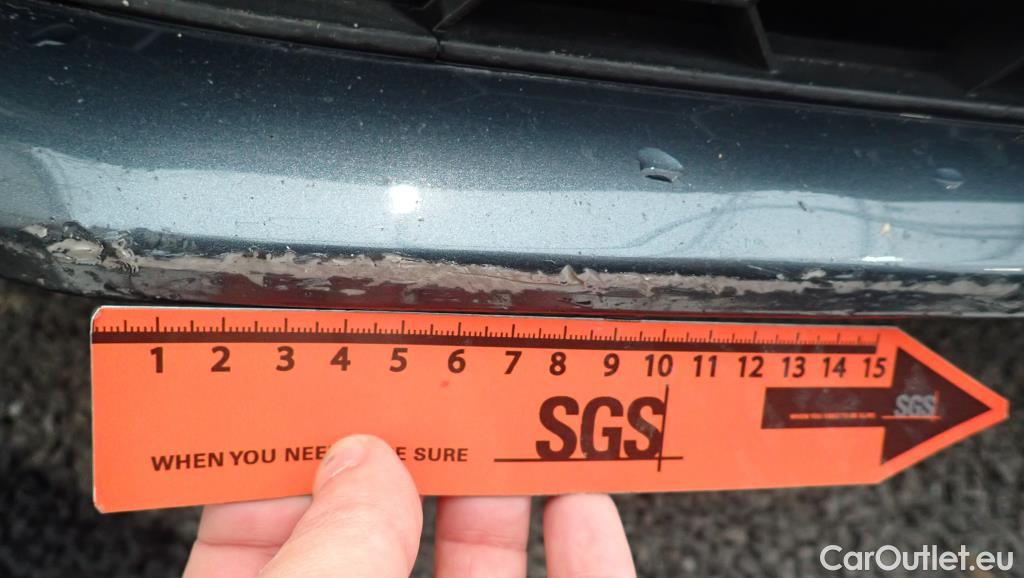 1 2 3 4 5 6 7 8 9 10 11 12 13 14 15
SGS
SGS
WHEN YOU NEE E SURE
CarOutlet.eu